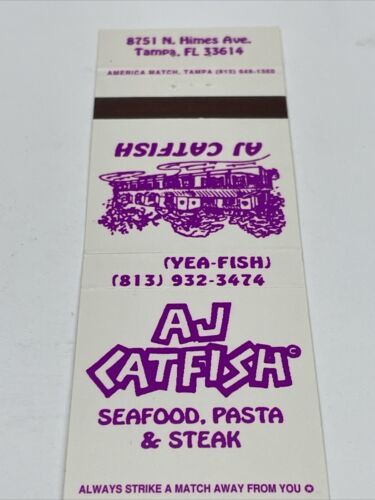 8751 N. Himes Ave.
Tampa, FL 33614
AMERICA MATCH, TAMPA (813)
AJ CATFISH
(YEA-FISH)
(813) 932-3474
AJ
CATFISH©
SEAFOOD, PASTA
& STEAK
ALWAYS STRIKE A MATCH AWAY FROM YOU ✪